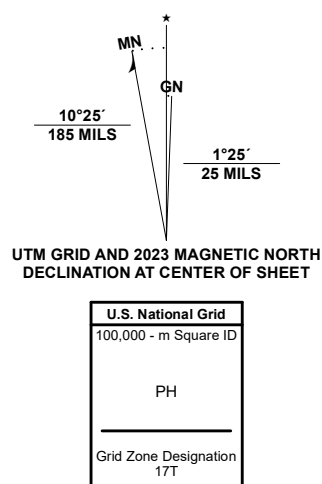 ★
MN
GN
10°25´
185 MILS
1°25´
25 MILS
UTM GRID AND 2023 MAGNETIC NORTH
DECLINATION AT CENTER OF SHEET
U.S. National Grid
100,000 - m Square ID
PH
Grid Zone Designation
17T